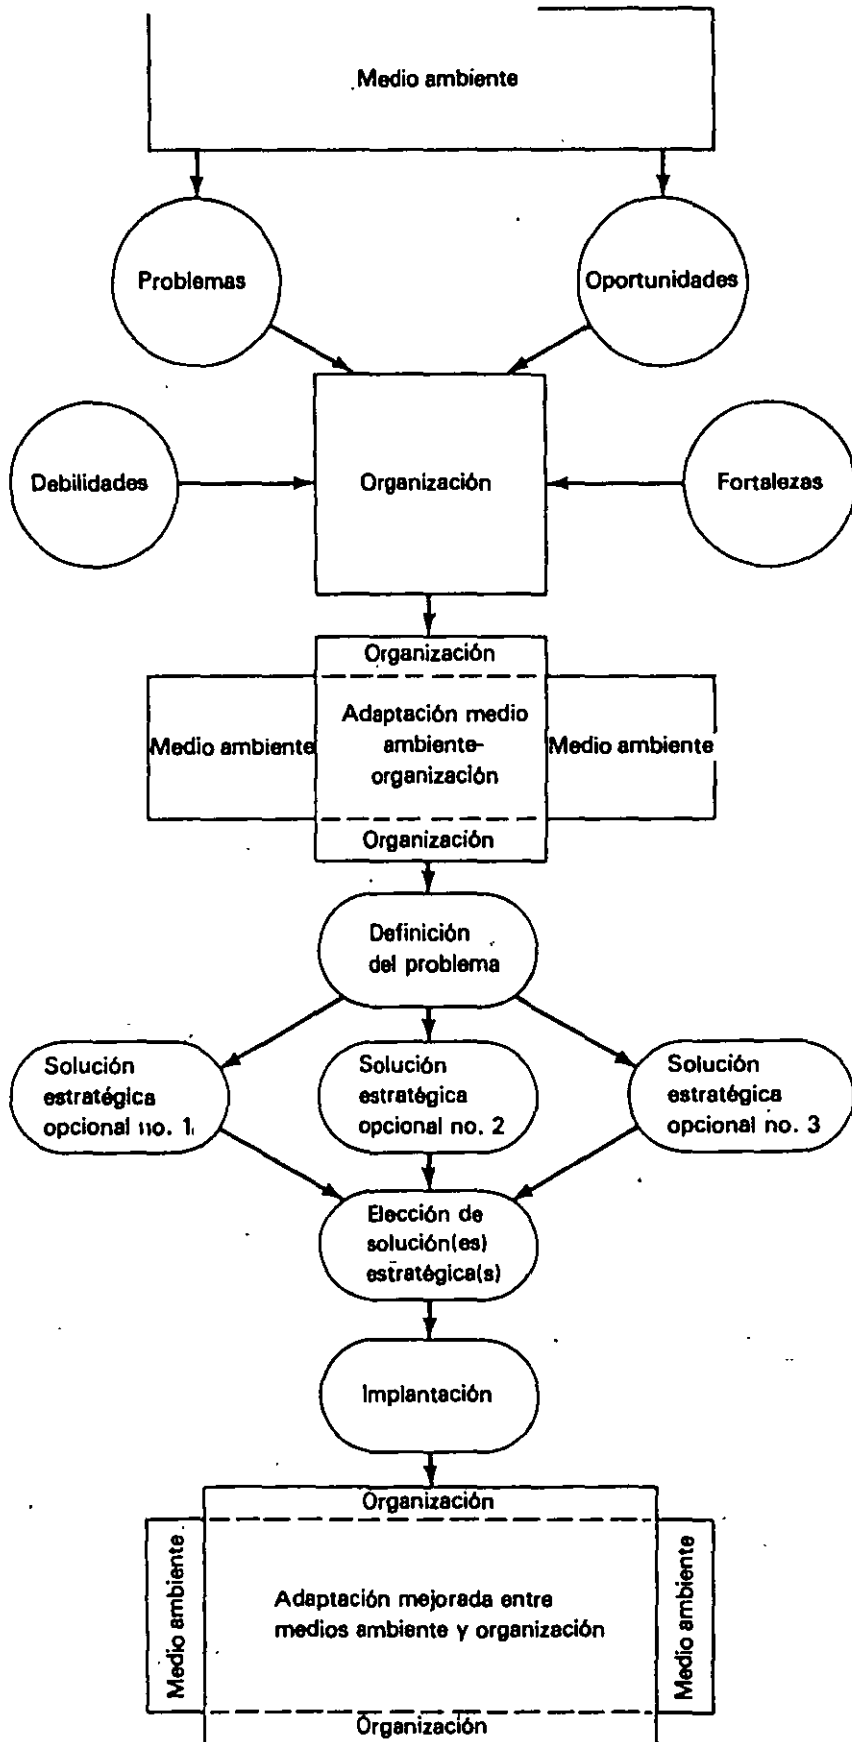 Medio ambiente
Problemas
Oportunidades
Debilidades
Organización
Fortalezas
Organización
Medio ambiente
Adaptación medio
ambiente-
organización
Medio ambiente
Organización
Definición
del problema
Solución
estratégica
opcional no. 1
Solución
estratégica
opcional no. 2
Solución
estratégica
opcional no. 3
Elección de
solución(es)
estratégica(s)
Implantación
Organización
Medio ambiente
Adaptación mejorada entre
medios ambiente y organización
Medio ambiente
Organización